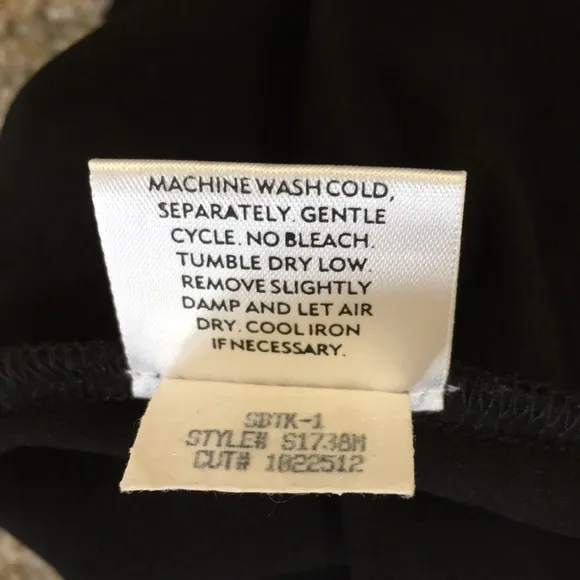 MACHINE WASH COLD,
SEPARATELY. GENTLE
CYCLE. NO BLEACH.
TUMBLE DRY LOW.
REMOVE SLIGHTLY
DAMP AND LET AIR
DRY. COOL IRON
IF NECESSARY.
SBTK-1
STYLE# S1738M
CUT# 1022512